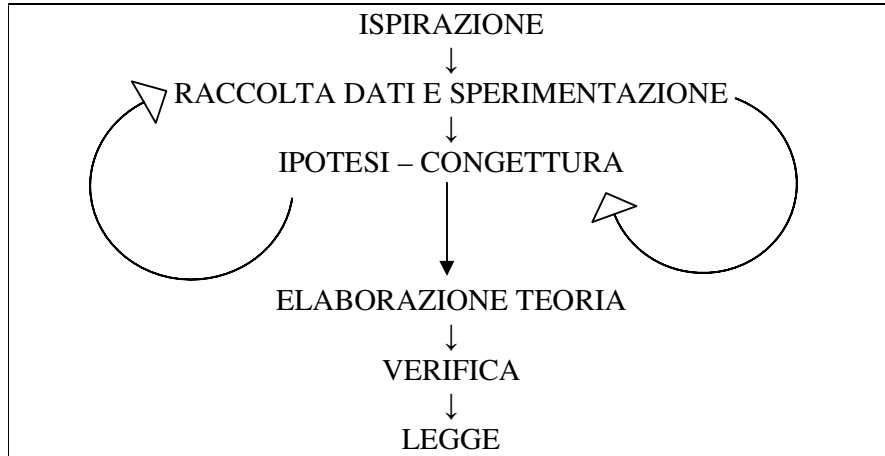 ISPIRAZIONE
↓
RACCOLTA DATI E SPERIMENTAZIONE
↓
IPOTESI – CONGETTURA
ELABORAZIONE TEORIA
↓
VERIFICA
↓
LEGGE